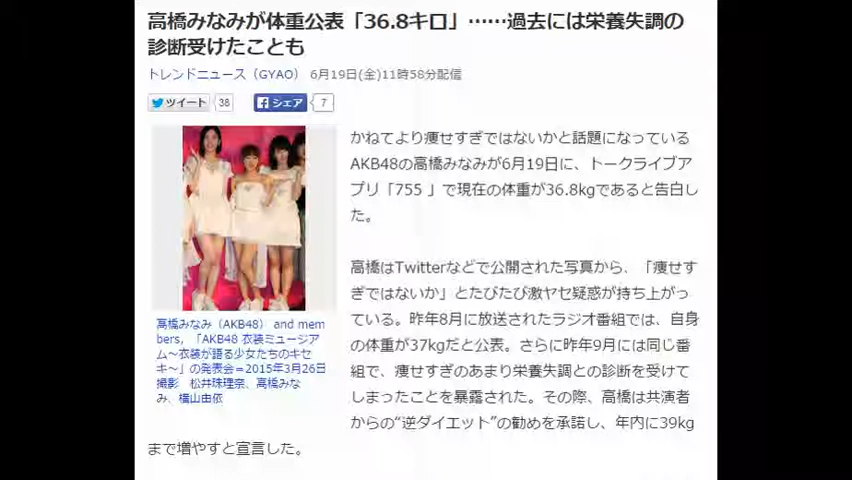 高橋みなみが体重公表「36.8キロ」……過去には栄養失調の
診断受けたことも
トレンドニュース（GYAO） 6月19日(金)11時58分配信
ツイート 38 シェア 7
かねてより痩せすぎではないかと話題になっている
AKB48の高橋みなみが6月19日に、トークライブア
プリ「755 」で現在の体重が36.8kgであると告白し
た。
高橋はTwitterなどで公開された写真から、「痩せす
ぎではないか」とたびたび激ヤセ疑惑が持ち上がっ
ている。昨年8月に放送されたラジオ番組では、自身
の体重が37kgだと公表。さらに昨年9月には同じ番
組で、痩せすぎのあまり栄養失調との診断を受けて
しまったことを暴露された。その際、高橋は共演者
からの“逆ダイエット”の勧めを承諾し、年内に39kg
まで増やすと宣言した。
高橋みなみ（AKB48） and mem
bers，「AKB48 衣装ミュージア
ム～衣装が語る少女たちのキセ
キ～」の発表会＝2015年3月26日
撮影　松井珠理奈、高橋みな
み、横山由依